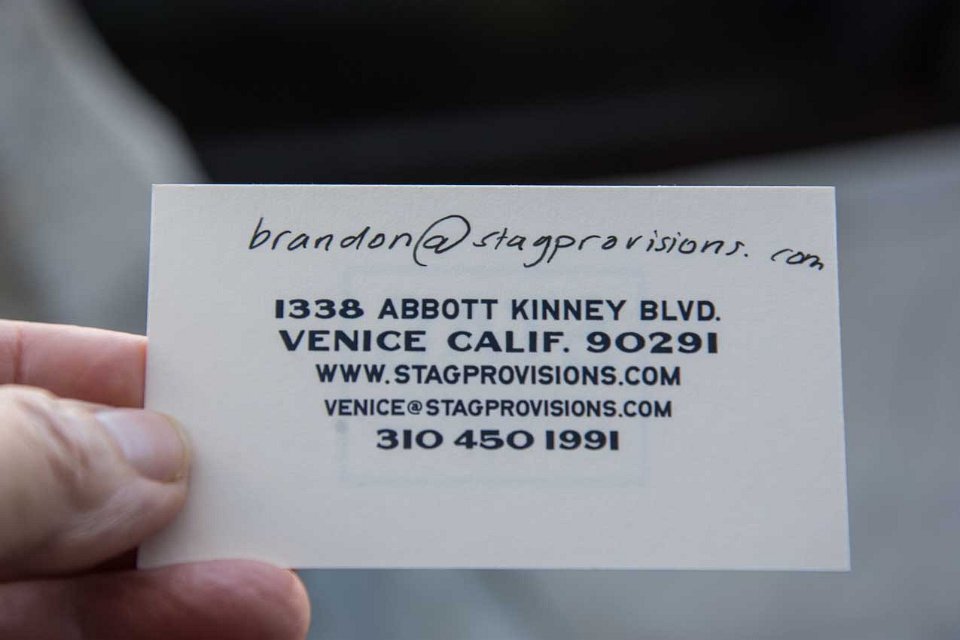 brandon@stagprovisions.com
1338 ABBOTT KINNEY BLVD.
VENICE CALIF. 90291
WWW.STAGPROVISIONS.COM
VENICE@STAGPROVISIONS.COM
310 450 1991